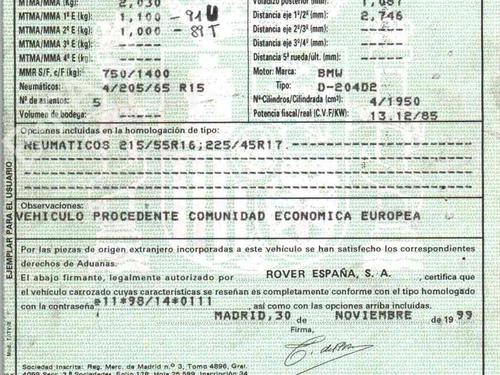 MTMA/MMA (kg): 2,030
MTMA/MMA 1º E (kg): 1,100 -91U
MTMA/MMA 2º E (kg): 1,000 -89T
MTMA/MMA 3º E (kg):
MTMA/MMA 4º E (kg):
MMR S/F, c/F (kg): 750/1400
Neumáticos: 4/205/65 R15
Nº de asientos: 5
Volumen de bodega:
Voladizo posterior (mm): 1,087
Distancia eje 1º/2º (mm): 2,746
Distancia eje 2º/3º (mm):
Distancia eje 3º/4º (mm):
Distancia 5ª rueda/últ. (mm):
Motor: Marca: BMW
Tipo: D-204D2
Nº Cilindros/Cilindrada (cm³) 4/1950
Potencia fiscal/real (C.V.F/KW) 13.12/85
Opciones incluidas en la homologación de tipo:
NEUMATICOS 215/55R16;225/45R17.
Observaciones:
VEHICULO PROCEDENTE COMUNIDAD ECONOMICA EUROPEA
Por las piezas de origen extranjero incorporadas a este vehículo se han satisfecho los correspondientes
derechos de Aduanas.
El abajo firmante, legalmente autorizado por ROVER ESPAÑA, S. A. , certifica que
el vehículo carrozado cuyas características se reseñan es completamente conforme con el tipo homologado
con la contraseña e11*98/14*0111 , así como con las opciones arriba incluidas.
MADRID, 30 de NOVIEMBRE de 1999
Firma,
Sociedad Inscrita: Reg. Merc. de Madrid n.º 3, Tomo 4896, Gral.
EJEMPLAR PARA EL USUARIO